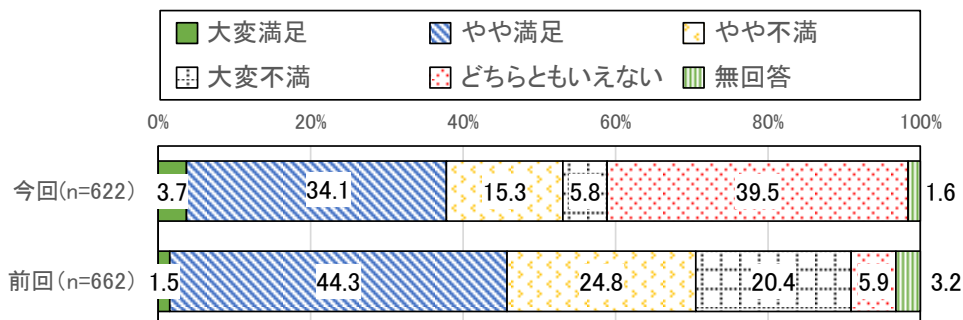 大変満足 やや満足 やや不満
大変不満 どちらともいえない 無回答
0% 20% 40% 60% 80% 100%
今回(n=622) 3.7 34.1 15.3 5.8 39.5 1.6
前回(n=662) 1.5 44.3 24.8 20.4 5.9 3.2